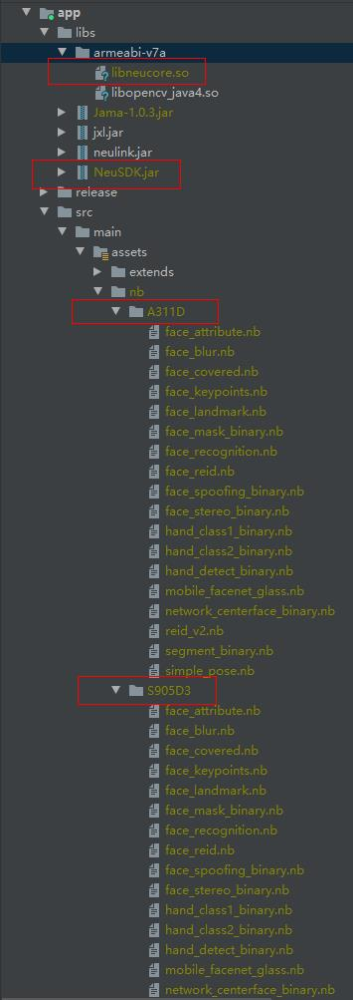 app
libs
armeabi-v7a
libneucore.so
libopencv_java4.so
Jama-1.0.3.jar
jxl.jar
neulink.jar
NeuSDK.jar
release
src
main
assets
extends
nb
A311D
face_attribute.nb
face_blur.nb
face_covered.nb
face_keypoints.nb
face_landmark.nb
face_mask_binary.nb
face_recognition.nb
face_reid.nb
face_spoofing_binary.nb
face_stereo_binary.nb
hand_class1_binary.nb
hand_class2_binary.nb
hand_detect_binary.nb
mobile_facenet_glass.nb
network_centerface_binary.nb
reid_v2.nb
segment_binary.nb
simple_pose.nb
S905D3
face_attribute.nb
face_blur.nb
face_covered.nb
face_keypoints.nb
face_landmark.nb
face_mask_binary.nb
face_recognition.nb
face_reid.nb
face_spoofing_binary.nb
face_stereo_binary.nb
hand_class1_binary.nb
hand_class2_binary.nb
hand_detect_binary.nb
mobile_facenet_glass.nb
network_centerface_binary.nb